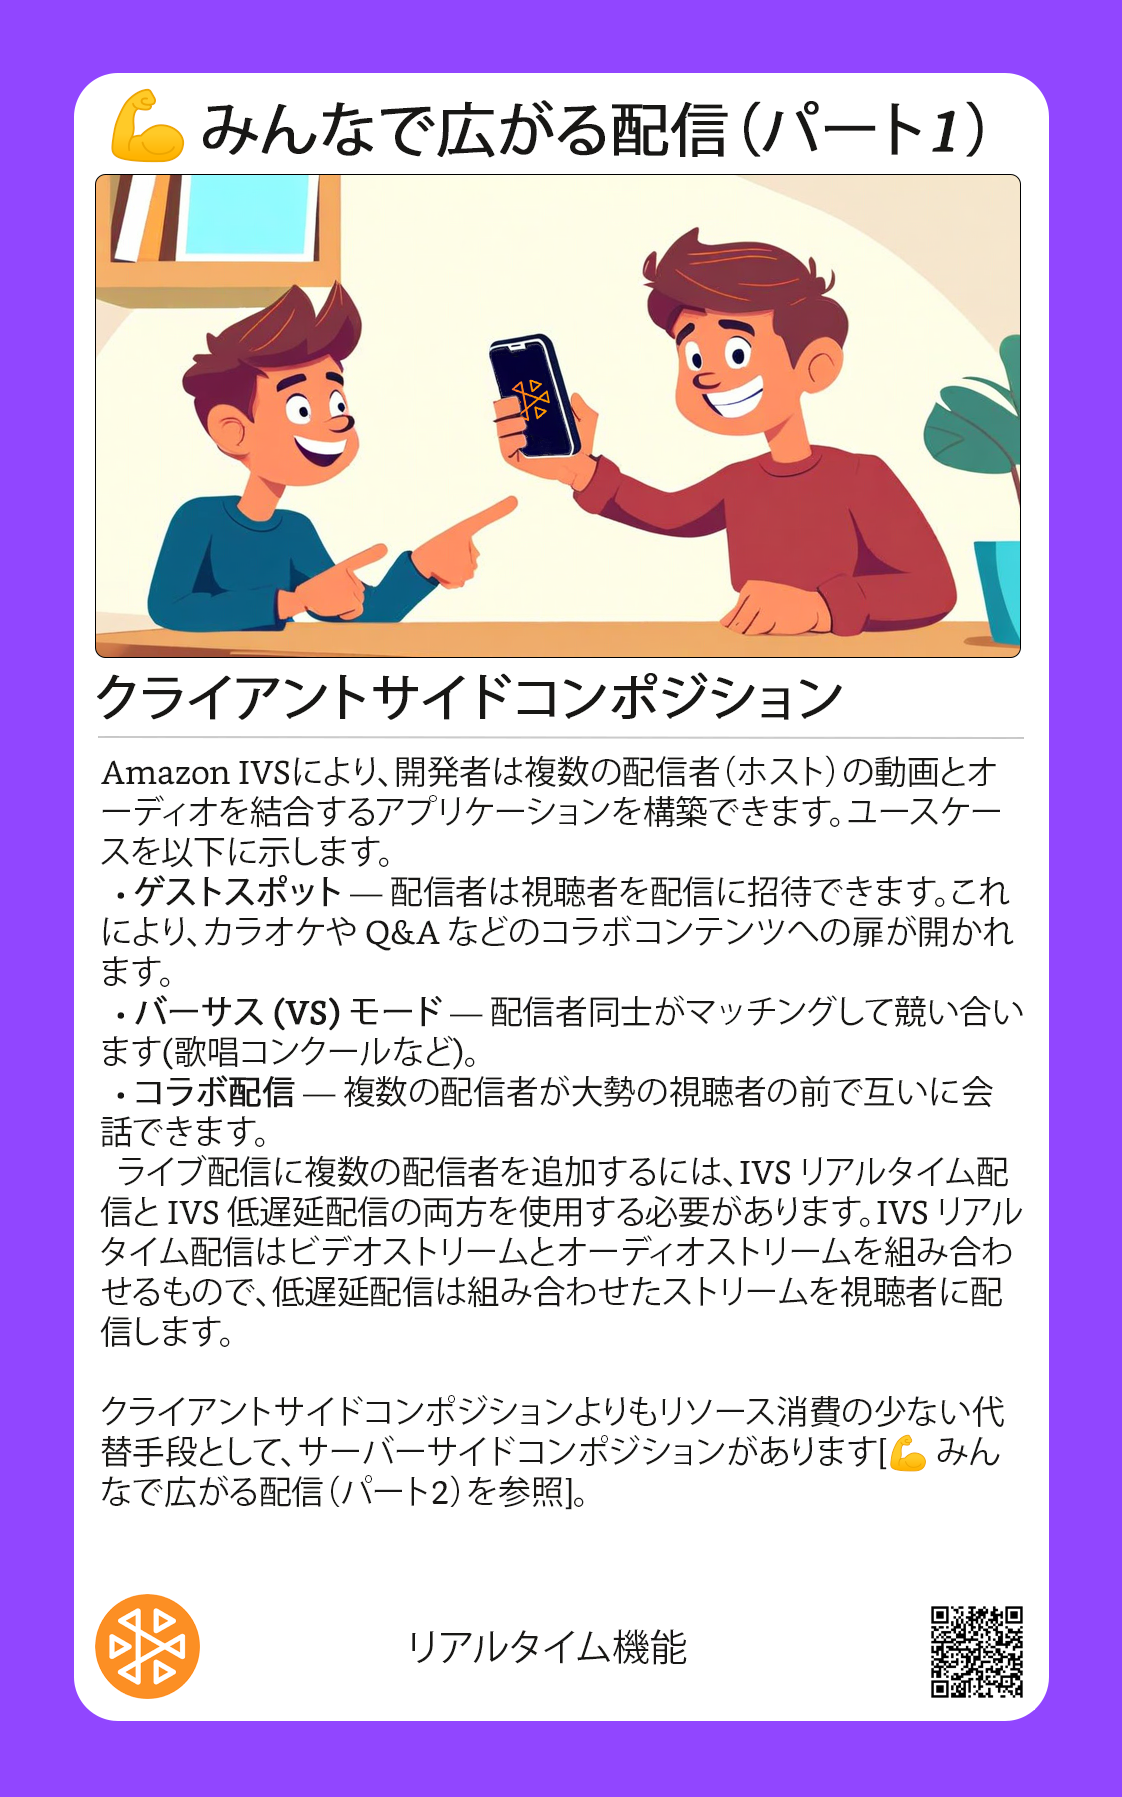 💪 みんなで広がる配信（パート1）
クライアントサイドコンポジション
Amazon IVSにより、開発者は複数の配信者（ホスト）の動画とオ
ーディオを結合するアプリケーションを構築できます。ユースケー
スを以下に示します。
・ゲストスポット — 配信者は視聴者を配信に招待できます。これ
により、カラオケや Q&A などのコラボコンテンツへの扉が開かれ
ます。
・バーサス (VS) モード — 配信者同士がマッチングして競い合い
ます(歌唱コンクールなど)。
・コラボ配信 — 複数の配信者が大勢の視聴者の前で互いに会
話できます。
ライブ配信に複数の配信者を追加するには、IVS リアルタイム配
信と IVS 低遅延配信の両方を使用する必要があります。IVS リアル
タイム配信はビデオストリームとオーディオストリームを組み合わ
せるもので、低遅延配信は組み合わせたストリームを視聴者に配
信します。
クライアントサイドコンポジションよりもリソース消費の少ない代
替手段として、サーバーサイドコンポジションがあります[💪 みん
なで広がる配信（パート2）を参照]。
リアルタイム機能